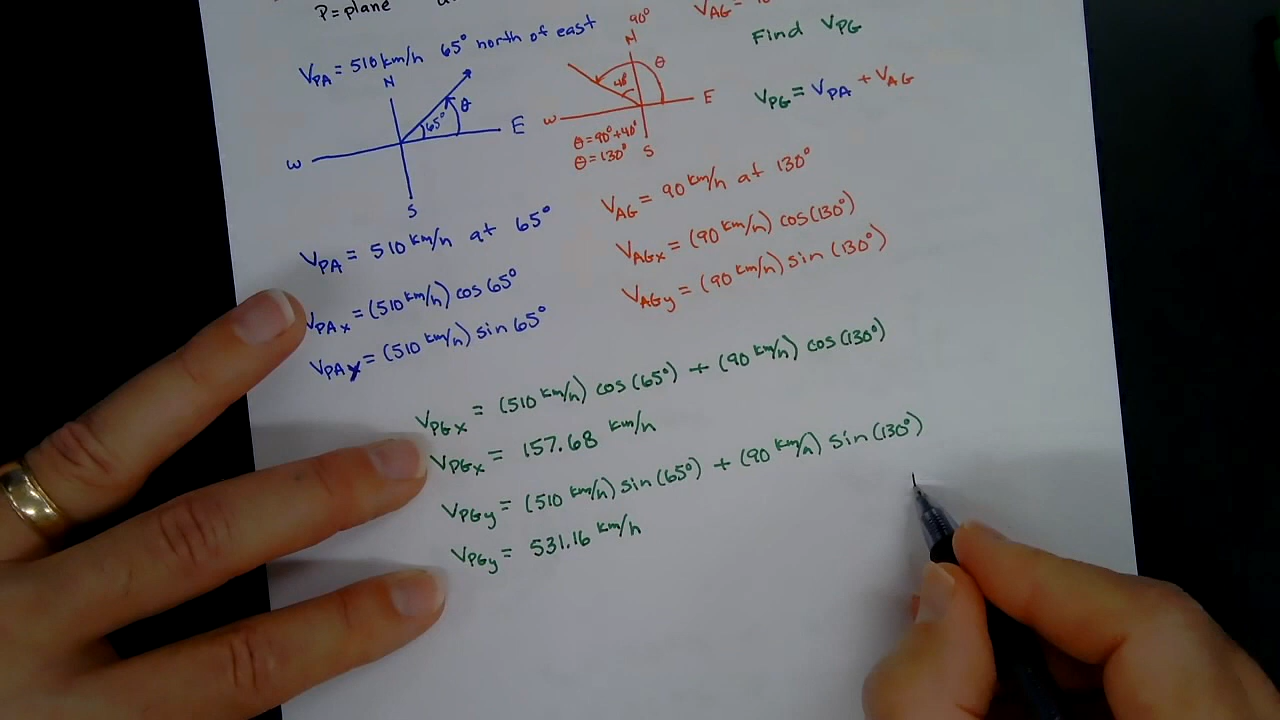 P=plane
V_AG =
V_PA = 510 km/h 65° north of east
90°
Find V_PG
N
N
θ
40°
θ
65°
E
W
E
W
V_PG = V_PA + V_AG
θ=90°+40°
θ=130°
S
S
V_AG = 90 km/h at 130°
V_PA = 510 km/h at 65°
V_AGx = (90 km/h) cos(130°)
V_PAx = (510 km/h) cos 65°
V_AGy = (90 km/h) sin (130°)
V_PAy = (510 km/h) sin 65°
V_PGx = (510 km/h) cos (65°) + (90 km/h) cos (130°)
V_PGx = 157.68 km/h
V_PGy = (510 km/h) sin (65°) + (90 km/h) sin (130°)
V_PGy = 531.16 km/h